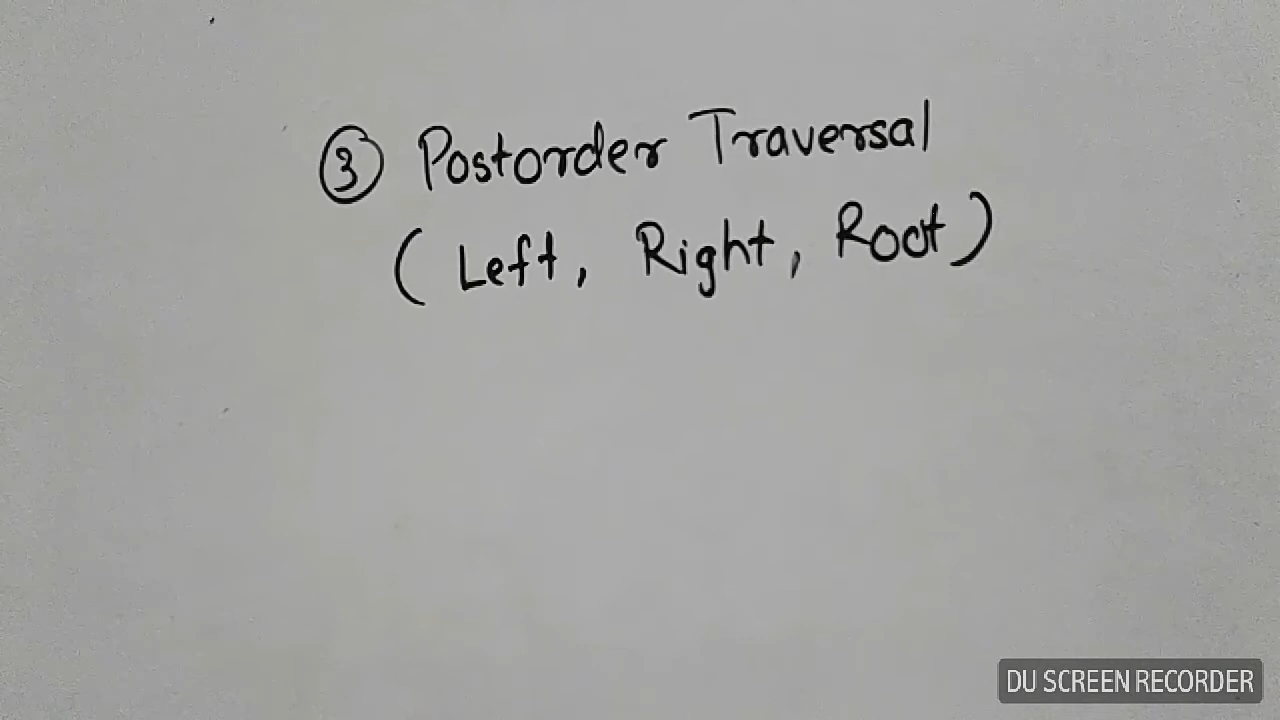 ③ Postorder Traversal
( Left, Right, Root )
DU SCREEN RECORDER